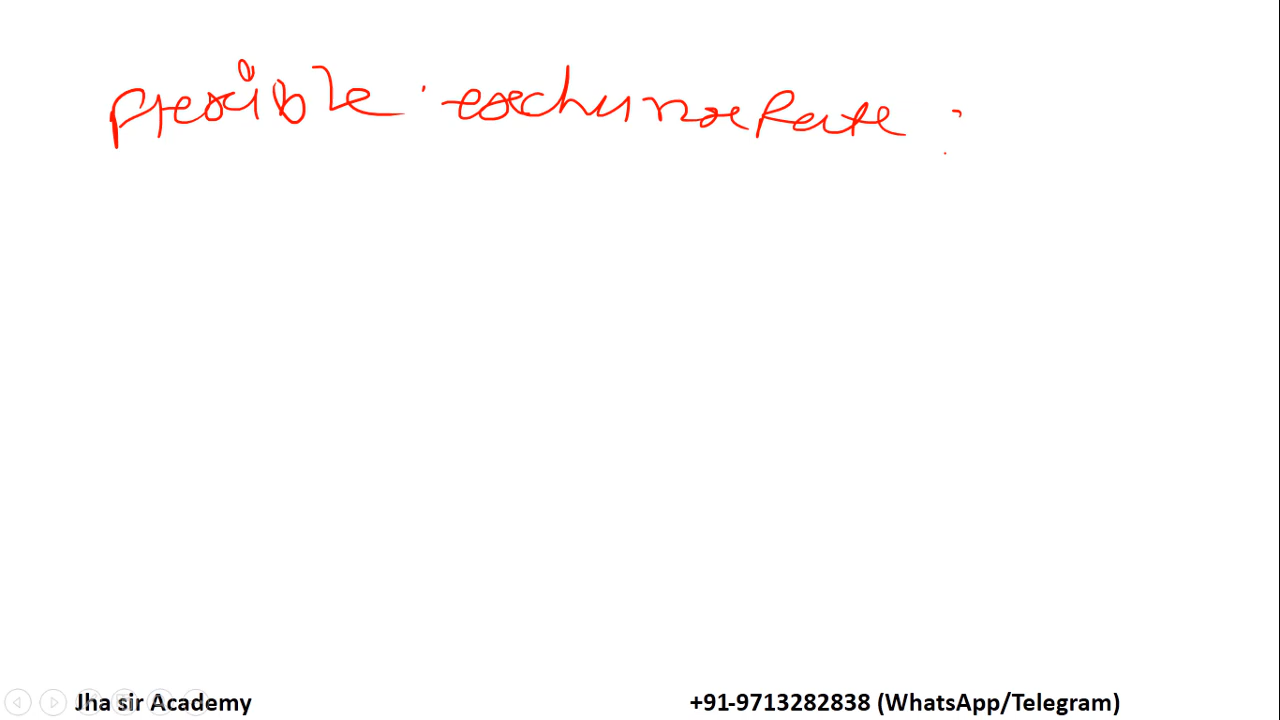 flexible exchange Rate :
Jha sir Academy
+91-9713282838 (WhatsApp/Telegram)